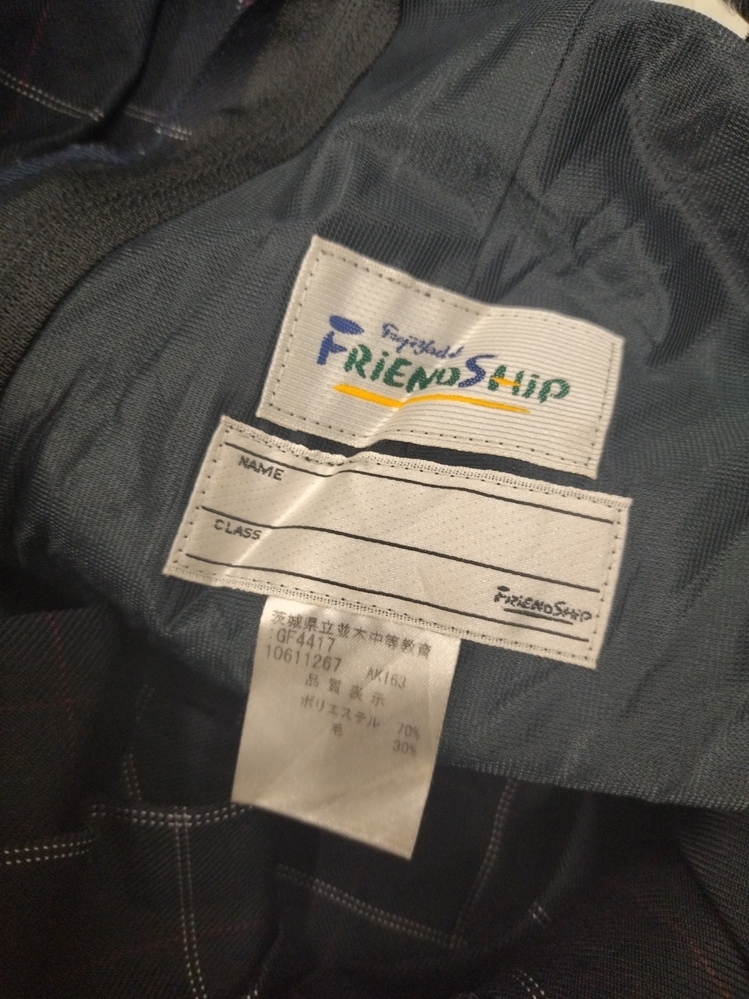 FRIENDSHIP
NAME
CLASS
FRIENDSHIP
茨城県立並木中等教育
:GF4417
10611267 AK163
品質表示
ポリエステル 70%
毛 30%